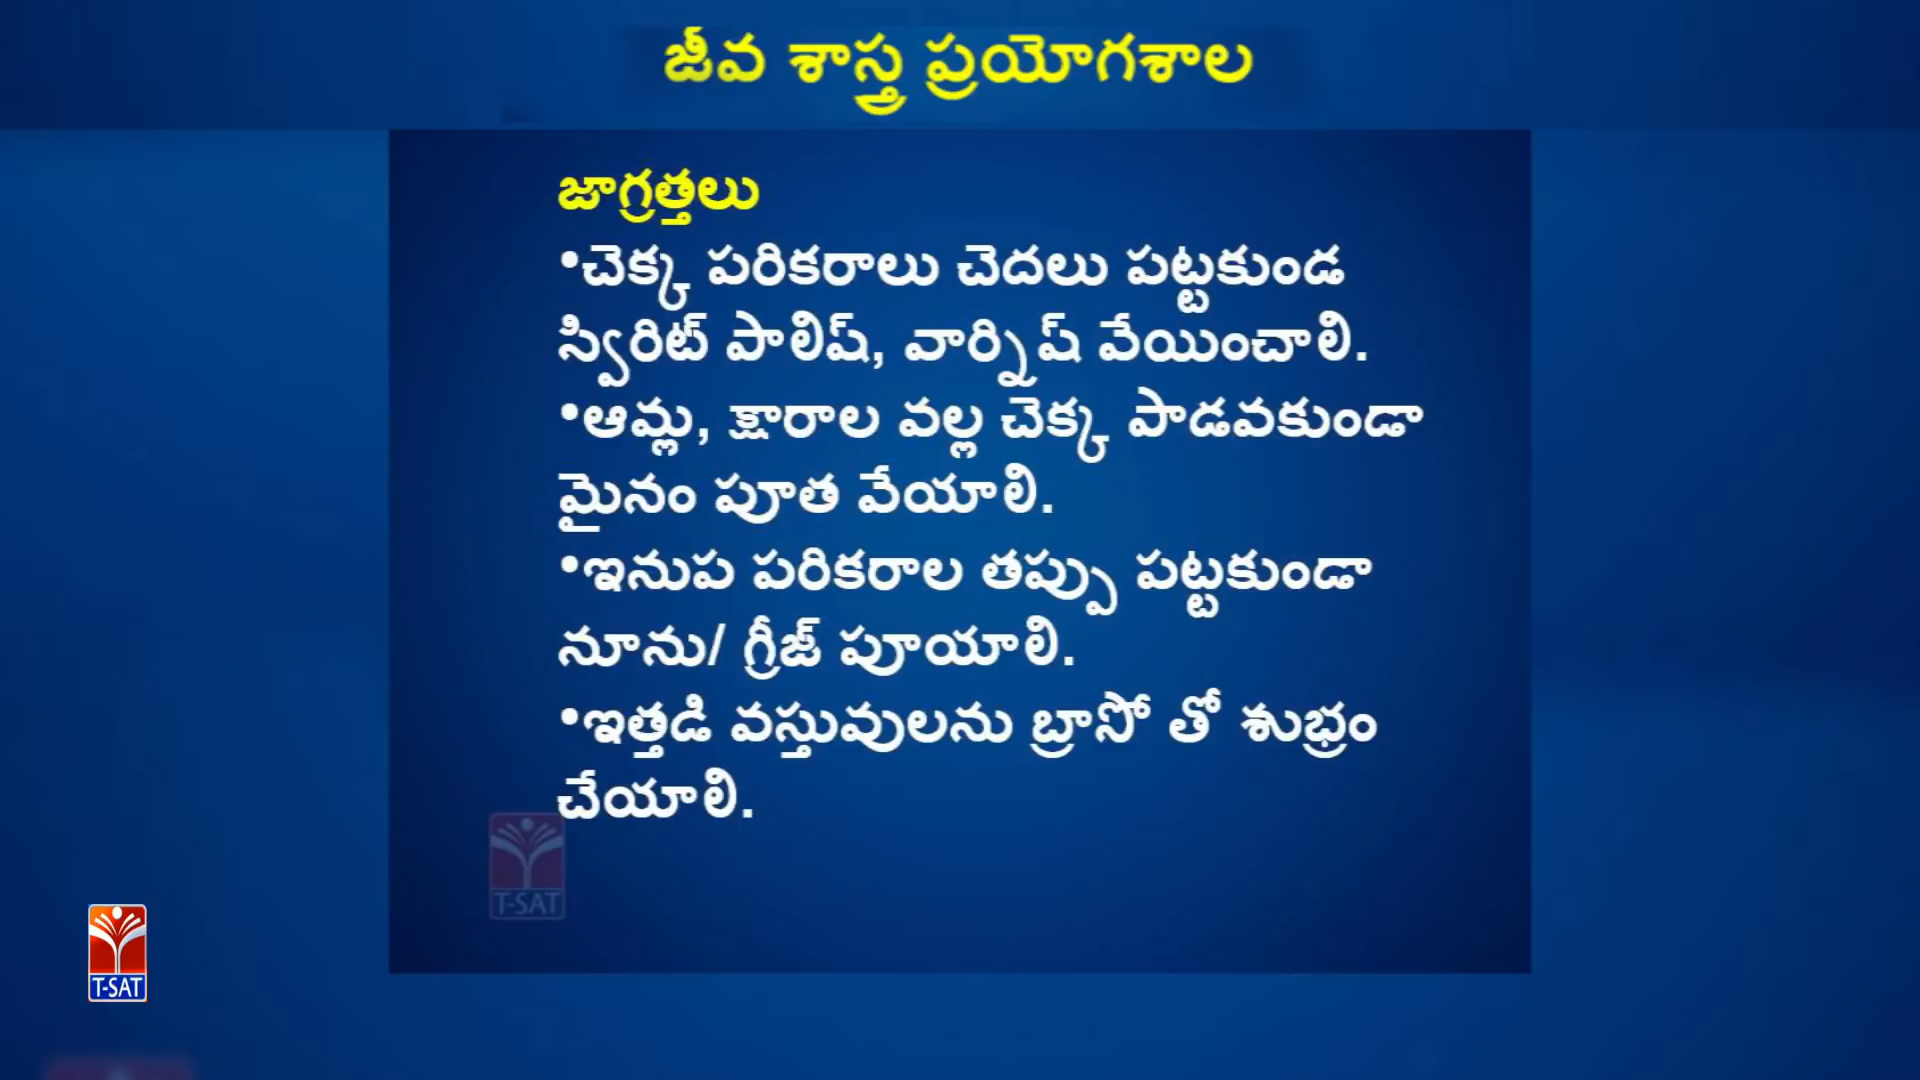 జీవ శాస్త్ర ప్రయోగశాల
జాగ్రత్తలు
•చెక్క పరికరాలు చెదలు పట్టకుండ
స్విరిట్ పాలిష్, వార్నిష్ వేయించాలి.
•ఆమ్ల, క్షారాల వల్ల చెక్క పాడవకుండా
మైనం పూత వేయాలి.
•ఇనుప పరికరాల తప్పు పట్టకుండా
నూను/ గ్రీజ్ పూయాలి.
•ఇత్తడి వస్తువులను బ్రాసో తో శుభ్రం
చేయాలి.
T-SAT
T-SAT